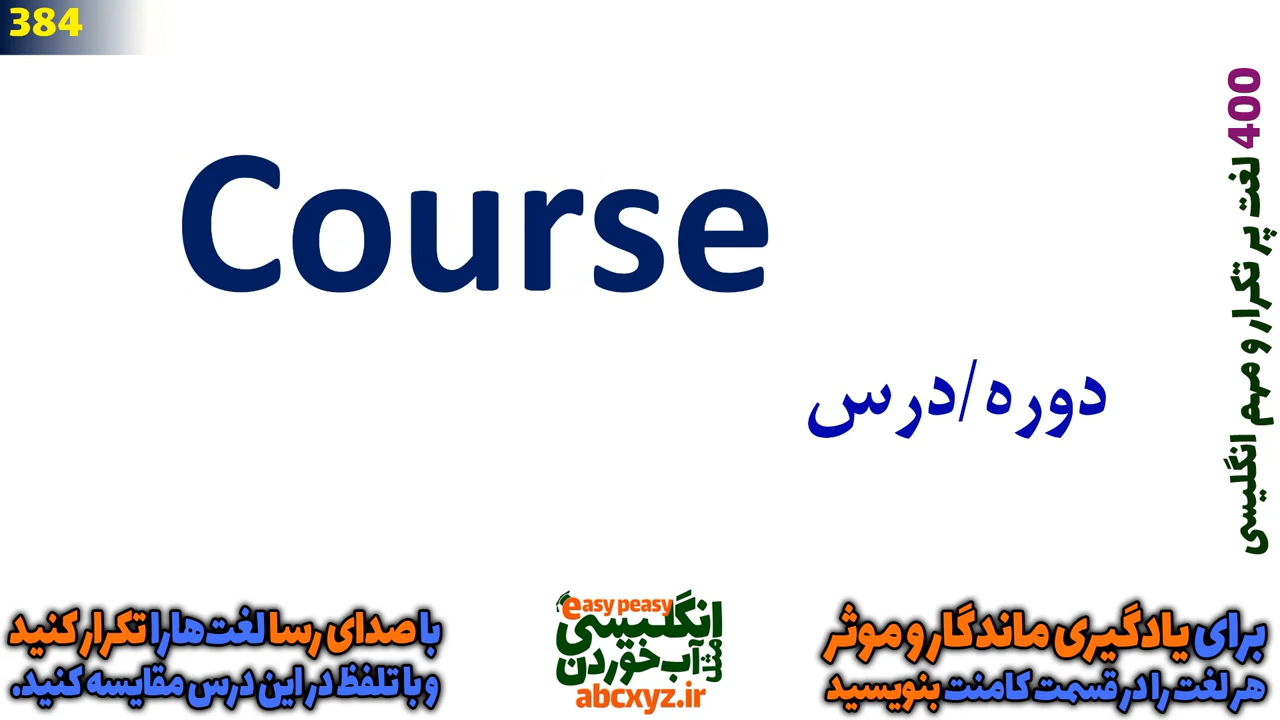 384
Course
دوره/درس
400 لغت پر تکرار و مهم انگلیسی
برای یادگیری ماندگار و موثر
هر لغت را در قسمت کامنت بنویسید
easy peasy
انگلیسی
مثل آب خوردن
abcxyz.ir
با صدای رسا لغت‌ها را تکرار کنید
و با تلفظ در این درس مقایسه کنید.